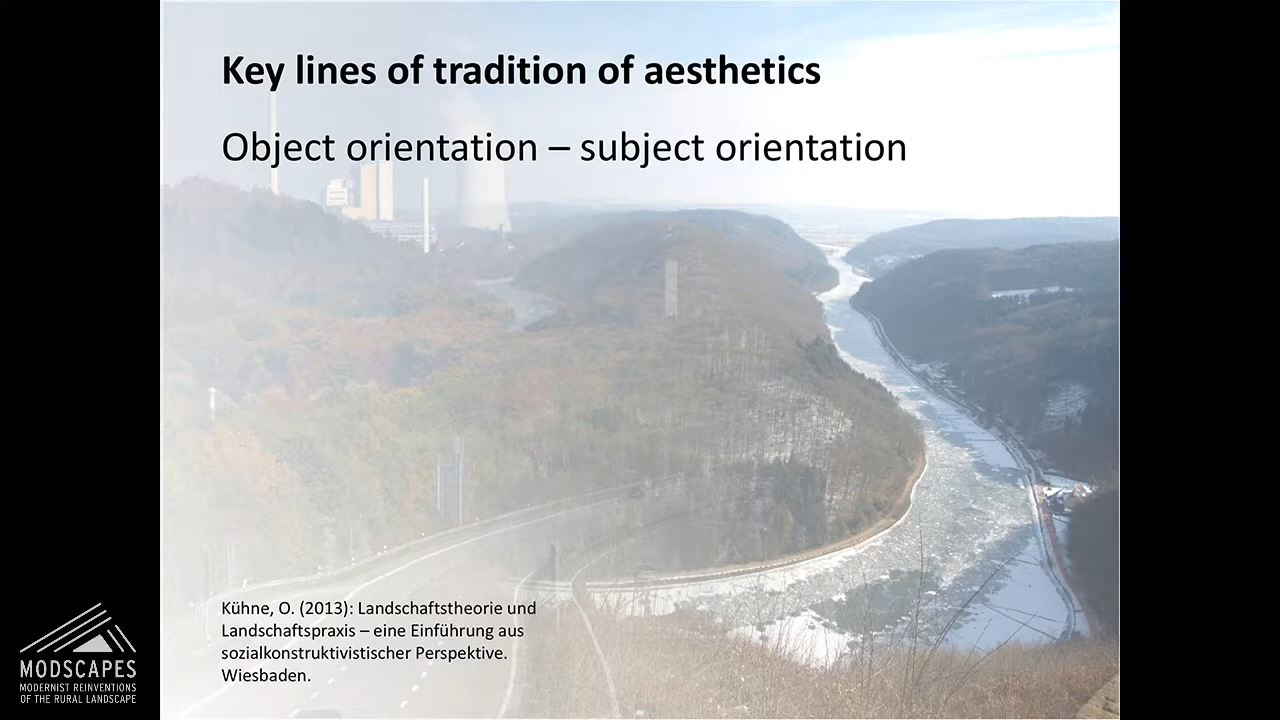 Key lines of tradition of aesthetics
Object orientation – subject orientation
Kühne, O. (2013): Landschaftstheorie und
Landschaftspraxis – eine Einführung aus
sozialkonstruktivistischer Perspektive.
Wiesbaden.
MODSCAPES
MODERNIST REINVENTIONS
OF THE RURAL LANDSCAPE